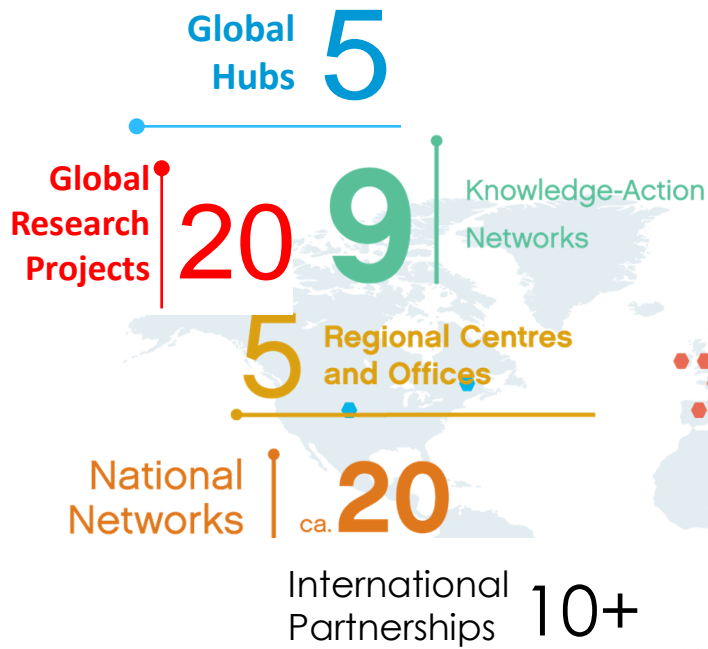 Global
Hubs
5
Global
Research
Projects
20
9
Knowledge-Action
Networks
5
Regional Centres
and Offices
National
Networks
ca. 20
International
Partnerships
10+